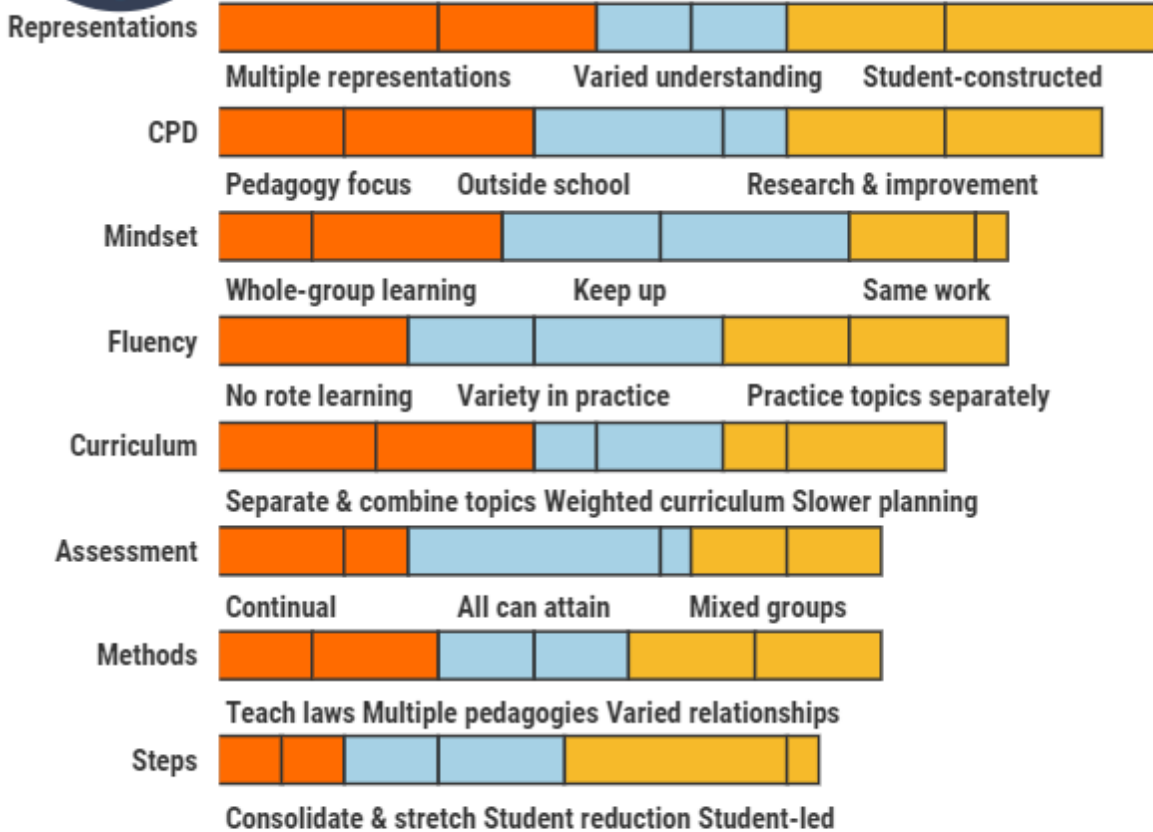 Representations
Multiple representations Varied understanding Student-constructed
CPD
Pedagogy focus Outside school Research & improvement
Mindset
Whole-group learning Keep up Same work
Fluency
No rote learning Variety in practice Practice topics separately
Curriculum
Separate & combine topics Weighted curriculum Slower planning
Assessment
Continual All can attain Mixed groups
Methods
Teach laws Multiple pedagogies Varied relationships
Steps
Consolidate & stretch Student reduction Student-led